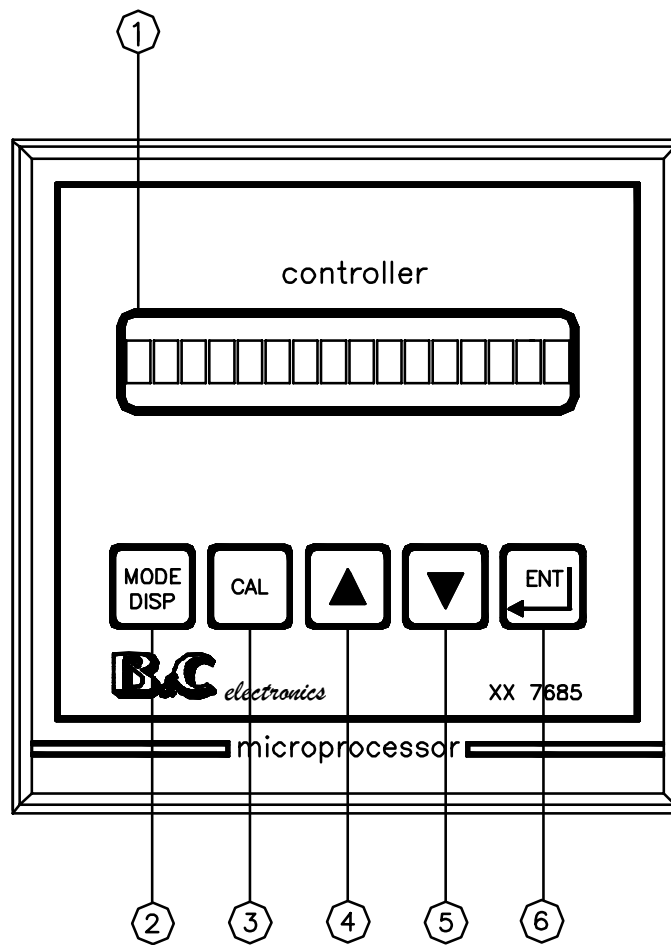 1
controller
MODE
DISP
CAL
ENT
B&C electronics
XX 7685
microprocessor
2 3 4 5 6